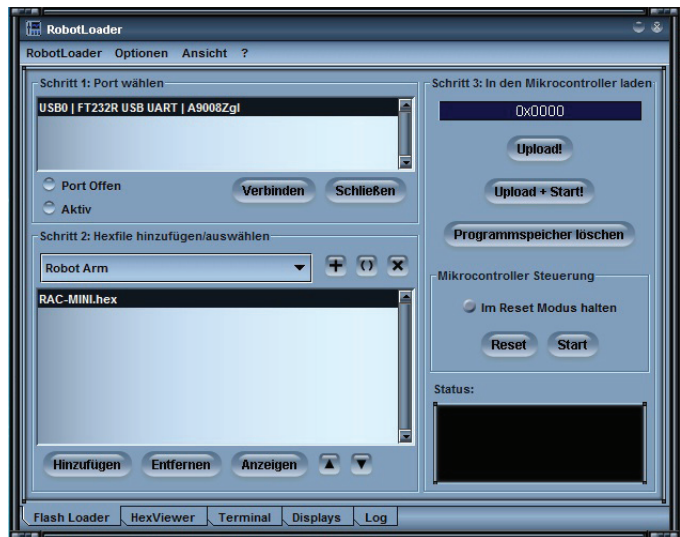 RobotLoader
RobotLoader Optionen Ansicht ?
Schritt 1: Port wählen
USB0 | FT232R USB UART | A9008Zgl
Port Offen
Aktiv
Verbinden Schließen
Schritt 2: Hexfile hinzufügen/auswählen
Robot Arm
RAC-MINI.hex
Hinzufügen Entfernen Anzeigen
Schritt 3: In den Mikrocontroller laden
0x0000
Upload!
Upload + Start!
Programmspeicher löschen
Mikrocontroller Steuerung
Im Reset Modus halten
Reset Start
Status:
Flash Loader HexViewer Terminal Displays Log